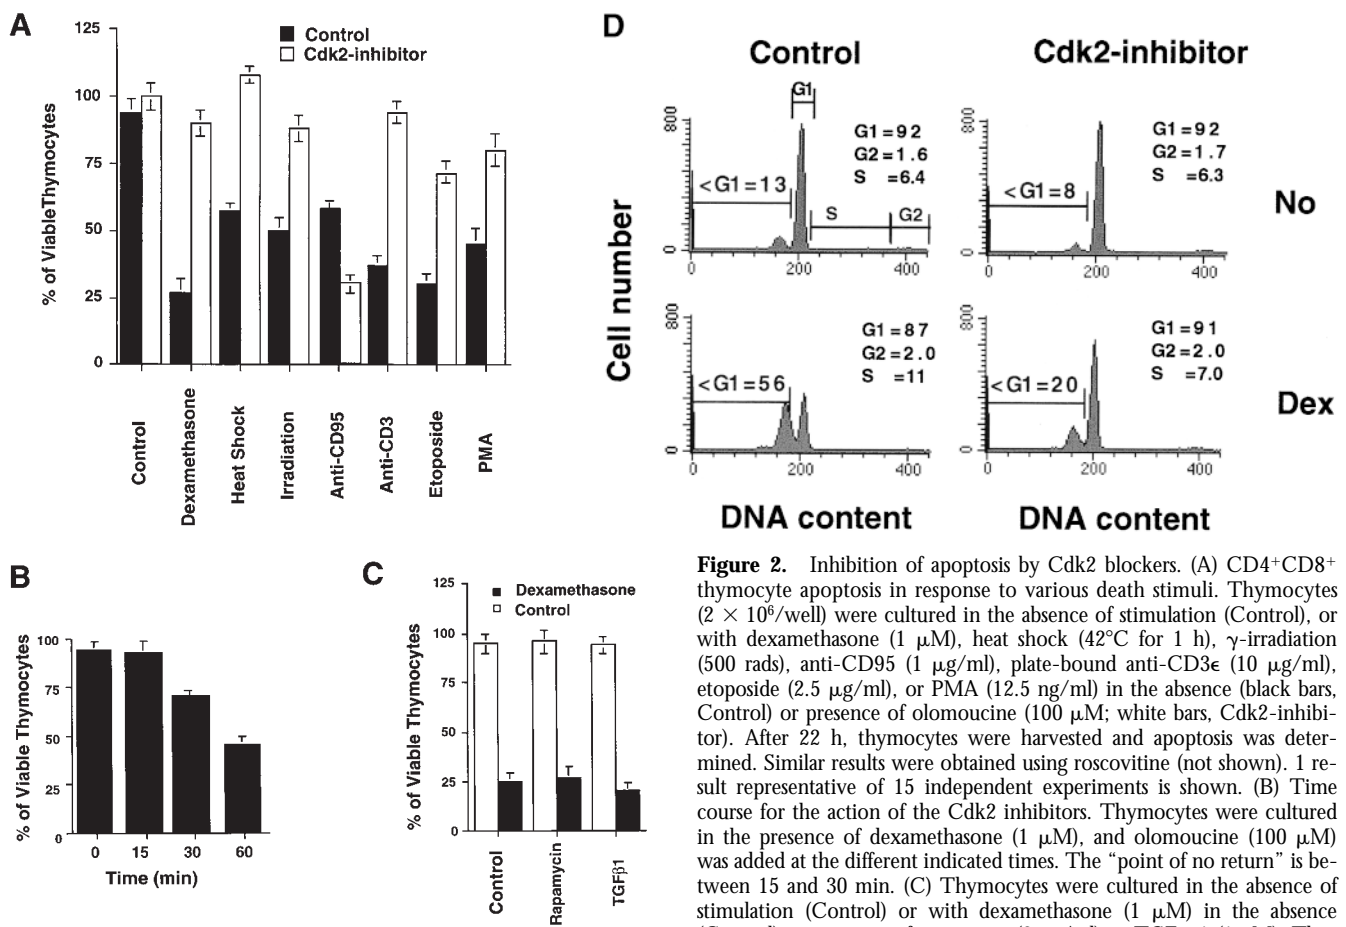 A
125
100
75
50
25
0
% of ViableThymocytes
Control
Cdk2-inhibitor
Control
Dexamethasone
Heat Shock
Irradiation
Anti-CD95
Anti-CD3
Etoposide
PMA
B
100
75
50
25
0
% of Viable Thymocytes
0 15 30 60
Time (min)
C
125
100
75
50
25
0
% of Viable Thymocytes
Dexamethasone
Control
Control
Rapamycin
TGFβ1
D
Control
Cdk2-inhibitor
Cell number
800
0
G1
G1=92
G2=1.6
S =6.4
<G1=13
S G2
0 200 400
800
0
G1=92
G2=1.7
S =6.3
<G1=8
0 200 400
No
800
0
G1=87
G2=2.0
S =11
<G1=56
0 200 400
800
0
G1=91
G2=2.0
S =7.0
<G1=20
0 200 400
Dex
DNA content
DNA content
Figure 2. Inhibition of apoptosis by Cdk2 blockers. (A) CD4⁺CD8⁺
thymocyte apoptosis in response to various death stimuli. Thymocytes
(2 × 10⁶/well) were cultured in the absence of stimulation (Control), or
with dexamethasone (1 μM), heat shock (42°C for 1 h), γ-irradiation
(500 rads), anti-CD95 (1 μg/ml), plate-bound anti-CD3ϵ (10 μg/ml),
etoposide (2.5 μg/ml), or PMA (12.5 ng/ml) in the absence (black bars,
Control) or presence of olomoucine (100 μM; white bars, Cdk2-inhibi-
tor). After 22 h, thymocytes were harvested and apoptosis was deter-
mined. Similar results were obtained using roscovitine (not shown). 1 re-
sult representative of 15 independent experiments is shown. (B) Time
course for the action of the Cdk2 inhibitors. Thymocytes were cultured
in the presence of dexamethasone (1 μM), and olomoucine (100 μM)
was added at the different indicated times. The “point of no return” is be-
tween 15 and 30 min. (C) Thymocytes were cultured in the absence of
stimulation (Control) or with dexamethasone (1 μM) in the absence